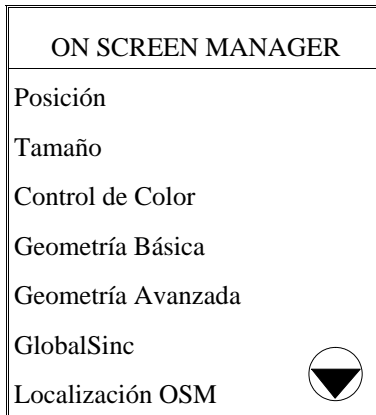 ON SCREEN MANAGER
Posición
Tamaño
Control de Color
Geometría Básica
Geometría Avanzada
GlobalSinc
Localización OSM